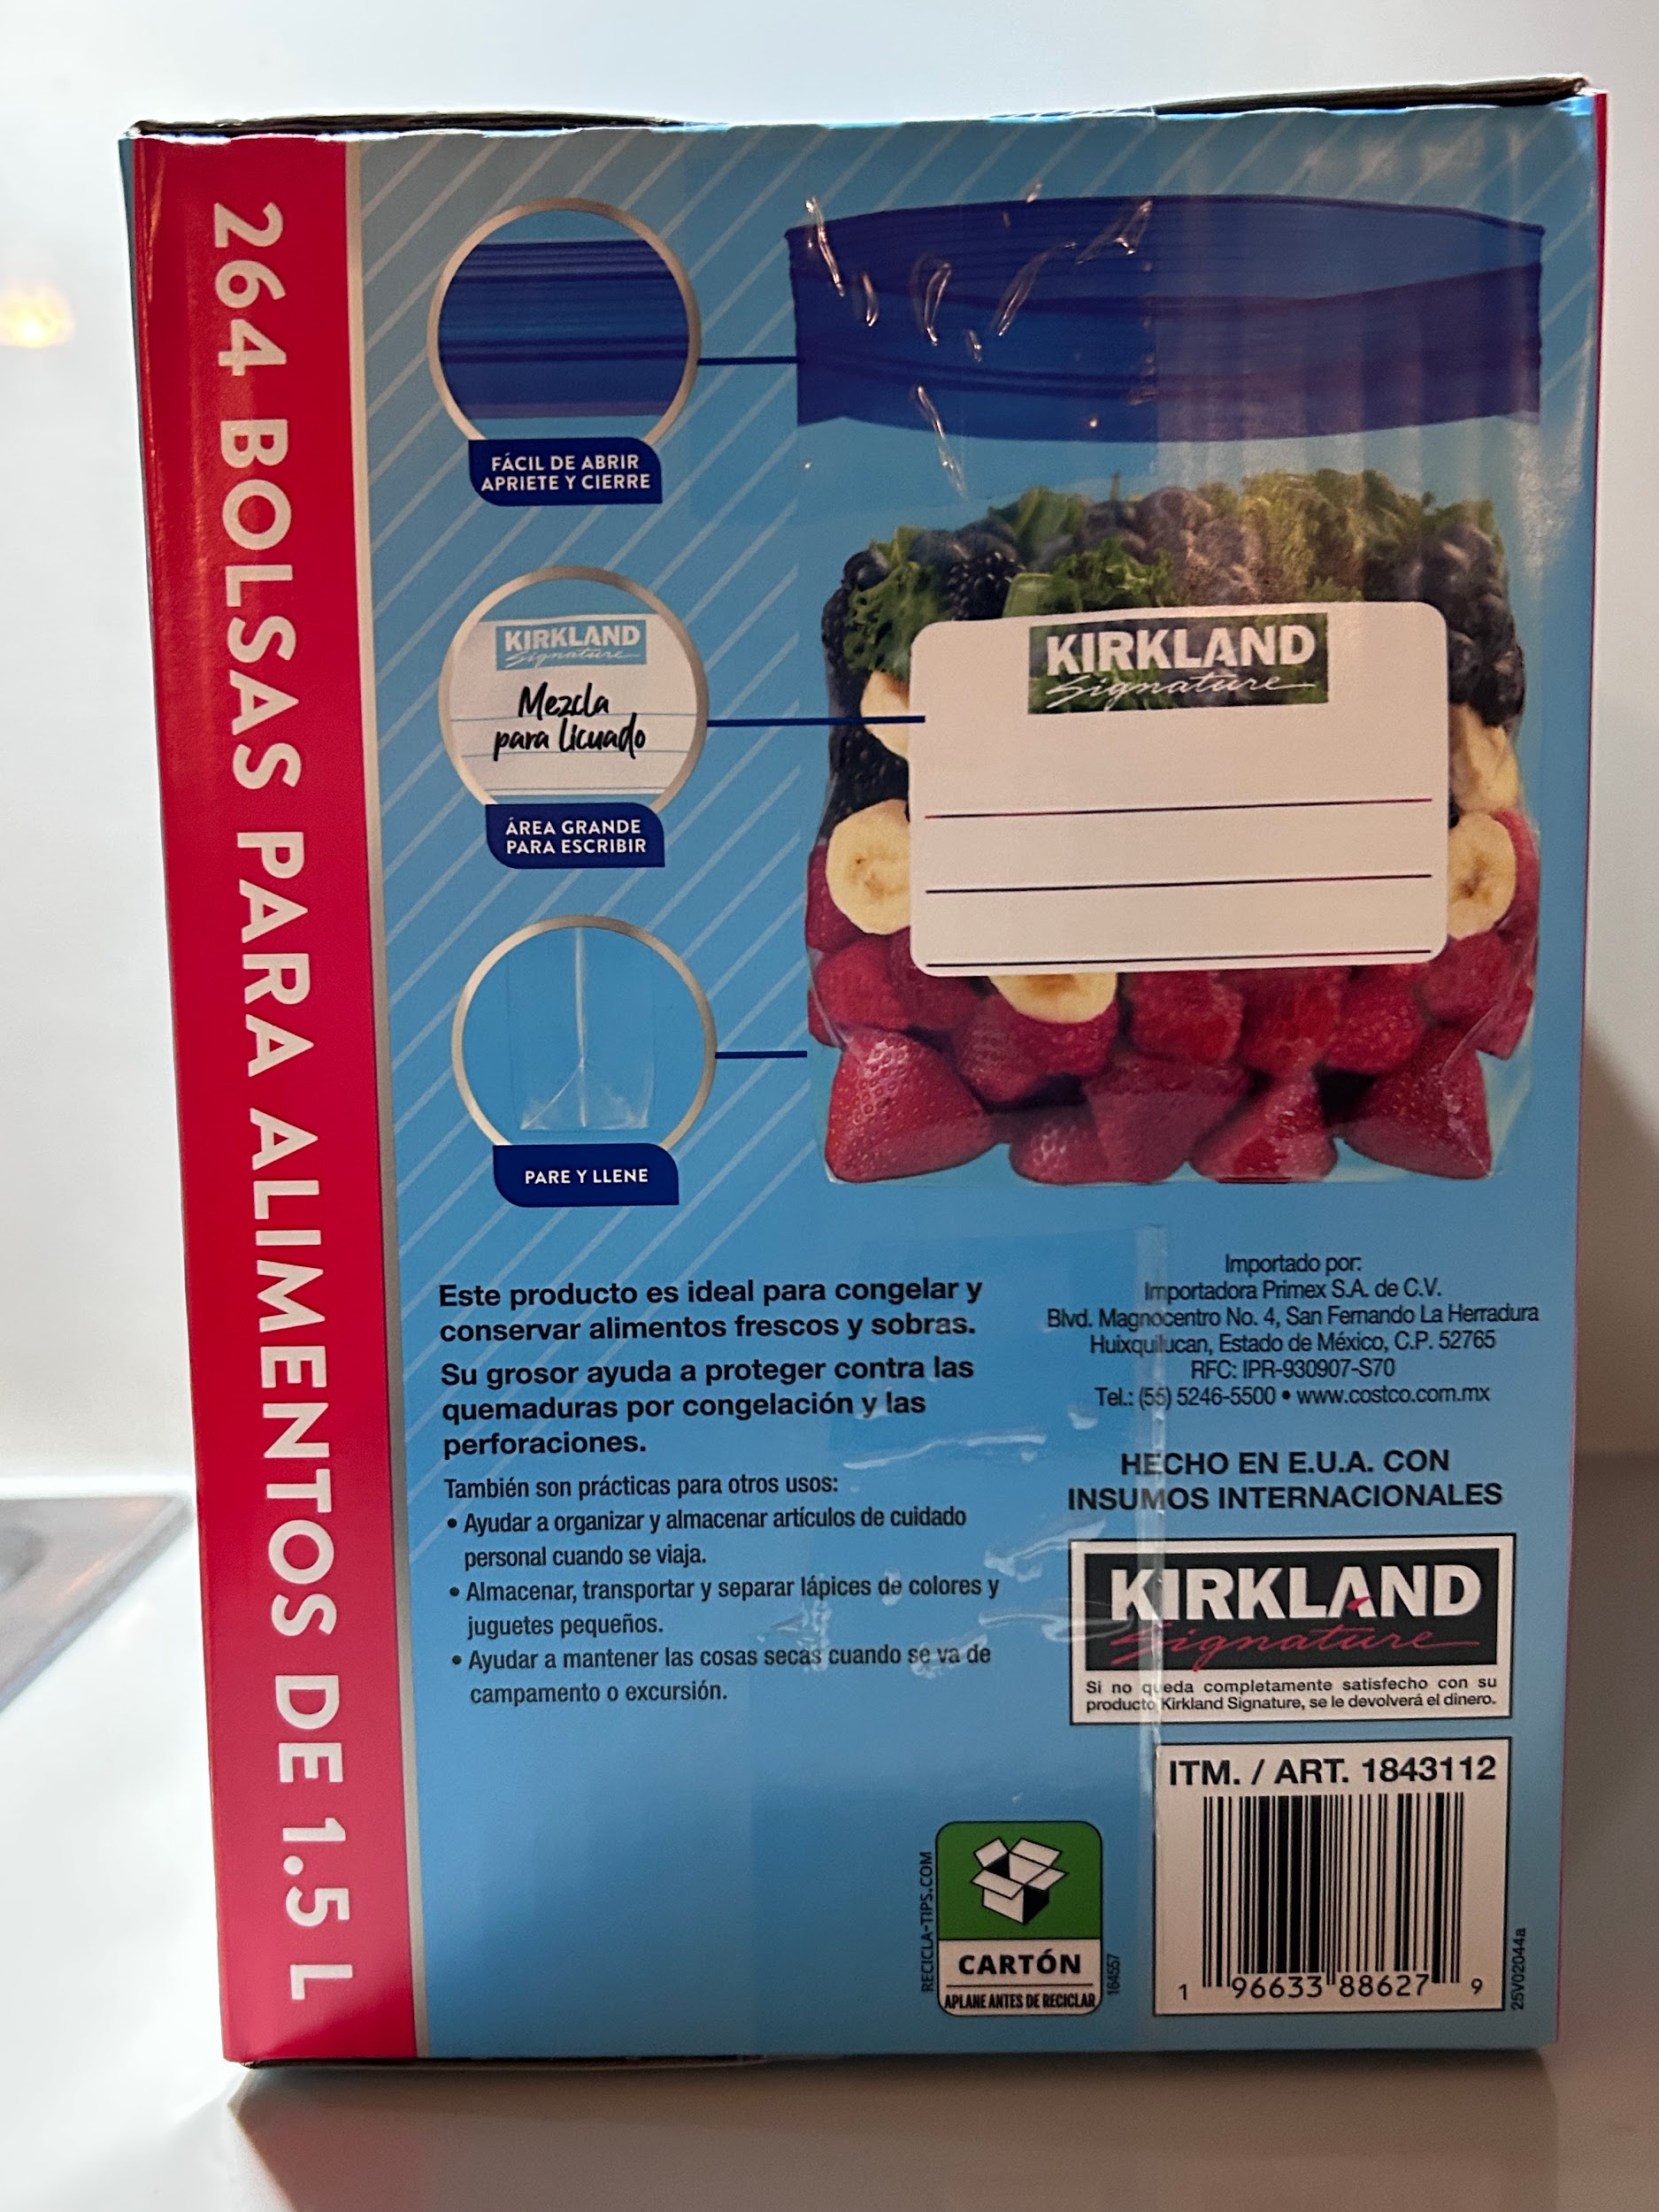 264 BOLSAS PARA ALIMENTOS DE 1.5 L
FÁCIL DE ABRIR
APRIETE Y CIERRE
KIRKLAND
Signature
Mezcla
para licuado
ÁREA GRANDE
PARA ESCRIBIR
PARE Y LLENE
KIRKLAND
Signature
Este producto es ideal para congelar y
conservar alimentos frescos y sobras.
Su grosor ayuda a proteger contra las
quemaduras por congelación y las
perforaciones.
También son prácticas para otros usos:
• Ayudar a organizar y almacenar artículos de cuidado
personal cuando se viaja.
• Almacenar, transportar y separar lápices de colores y
juguetes pequeños.
• Ayudar a mantener las cosas secas cuando se va de
campamento o excursión.
Importado por:
Importadora Primex S.A. de C.V.
Blvd. Magnocentro No. 4, San Fernando La Herradura
Huixquilucan, Estado de México, C.P. 52765
RFC: IPR-930907-S70
Tel.: (55) 5246-5500 • www.costco.com.mx
HECHO EN E.U.A. CON
INSUMOS INTERNACIONALES
KIRKLAND
Signature
Si no queda completamente satisfecho con su
producto Kirkland Signature, se le devolverá el dinero.
RECICLA-TIPS.COM
CARTÓN
APLANE ANTES DE RECICLAR
164557
ITM. / ART. 1843112
1 96633 88627 9
25V02044a